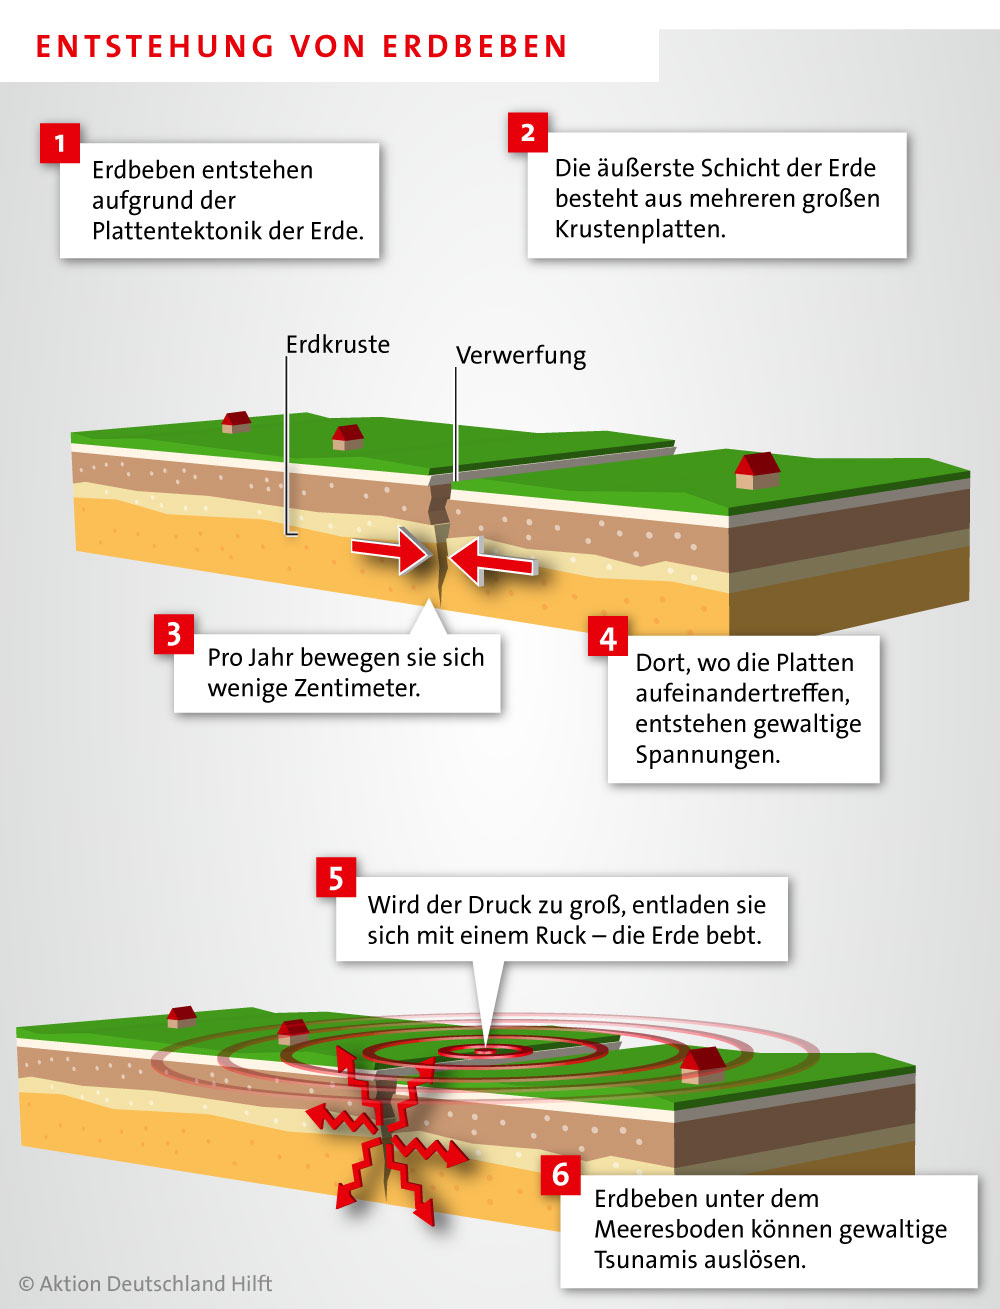 ENTSTEHUNG VON ERDBEBEN
1
Erdbeben entstehen
aufgrund der
Plattentektonik der Erde.
2
Die äußerste Schicht der Erde
besteht aus mehreren großen
Krustenplatten.
Erdkruste
Verwerfung
3
Pro Jahr bewegen sie sich
wenige Zentimeter.
4
Dort, wo die Platten
aufeinandertreffen,
entstehen gewaltige
Spannungen.
5
Wird der Druck zu groß, entladen sie
sich mit einem Ruck – die Erde bebt.
6
Erdbeben unter dem
Meeresboden können gewaltige
Tsunamis auslösen.
© Aktion Deutschland Hilft